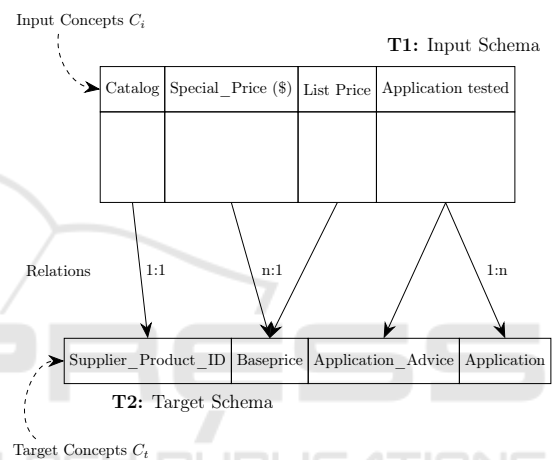 Input Concepts C_i
T1: Input Schema
Catalog Special_Price ($) List Price Application tested
Relations 1:1 n:1 1:n
Supplier_Product_ID Baseprice Application_Advice Application
T2: Target Schema
Target Concepts C_t
PRESS